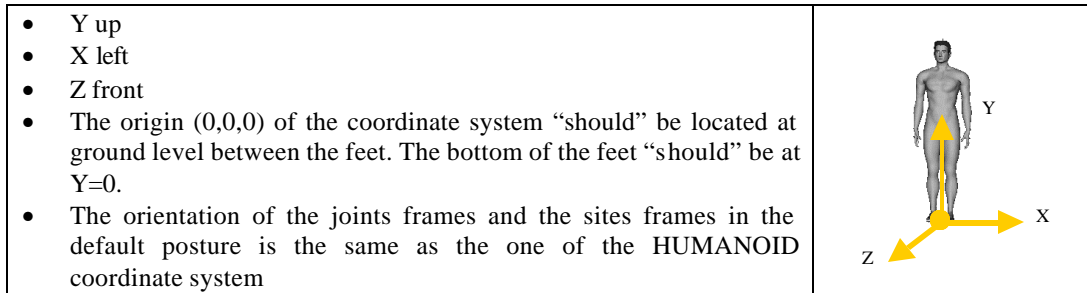 • Y up
• X left
• Z front
• The origin (0,0,0) of the coordinate system “should” be located at
ground level between the feet. The bottom of the feet “should” be at
Y=0.
• The orientation of the joints frames and the sites frames in the
default posture is the same as the one of the HUMANOID
coordinate system
Y
X
Z